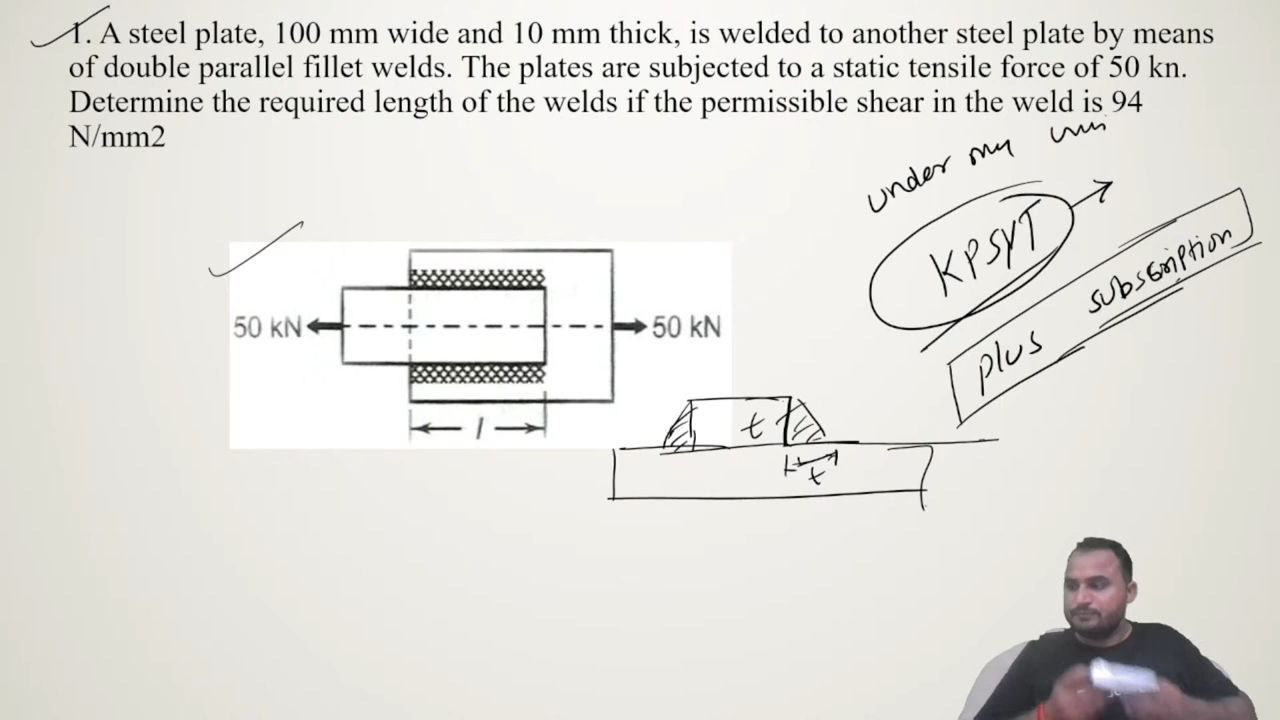 1. A steel plate, 100 mm wide and 10 mm thick, is welded to another steel plate by means
of double parallel fillet welds. The plates are subjected to a static tensile force of 50 kn.
Determine the required length of the welds if the permissible shear in the weld is 94
N/mm2
under my
KPSYT
plus subscription
50 kN
50 kN
l
t
t